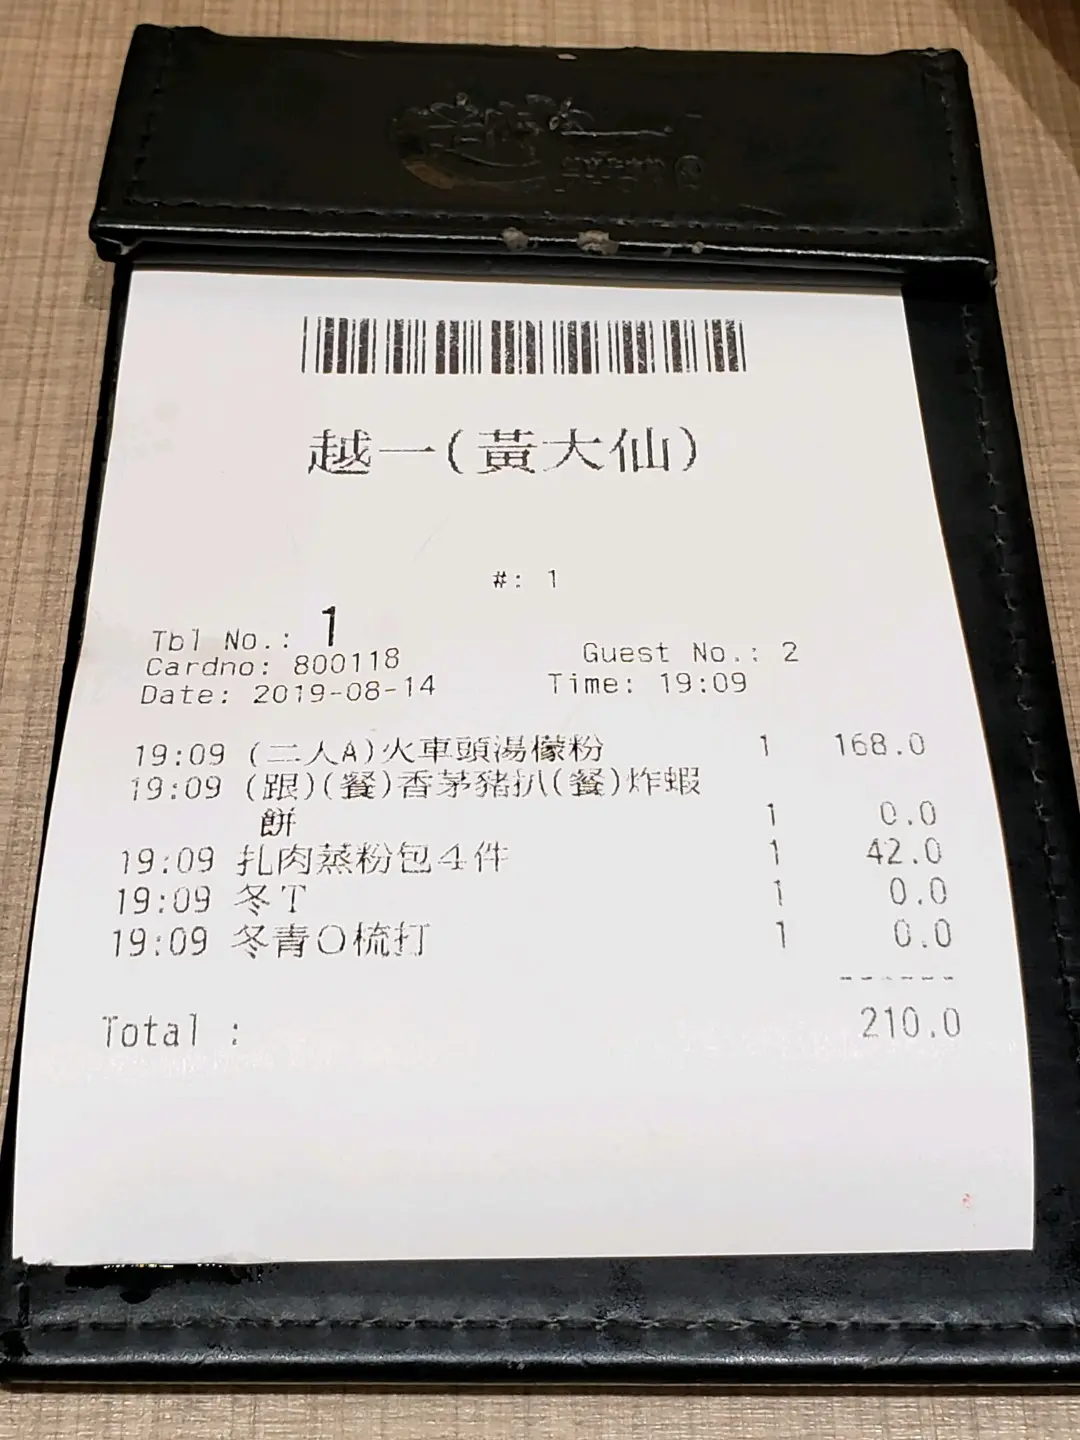 越一(黃大仙)
#: 1
Tbl No.: 1
Guest No.: 2
Cardno: 800118
Date: 2019-08-14 Time: 19:09
19:09 (二人A)火車頭湯檬粉 1 168.0
19:09 (跟)(餐)香茅豬扒(餐)炸蝦
餅 1 0.0
19:09 扎肉蒸粉包4件 1 42.0
19:09 冬T 1 0.0
19:09 冬青O梳打 1 0.0
-------
Total : 210.0